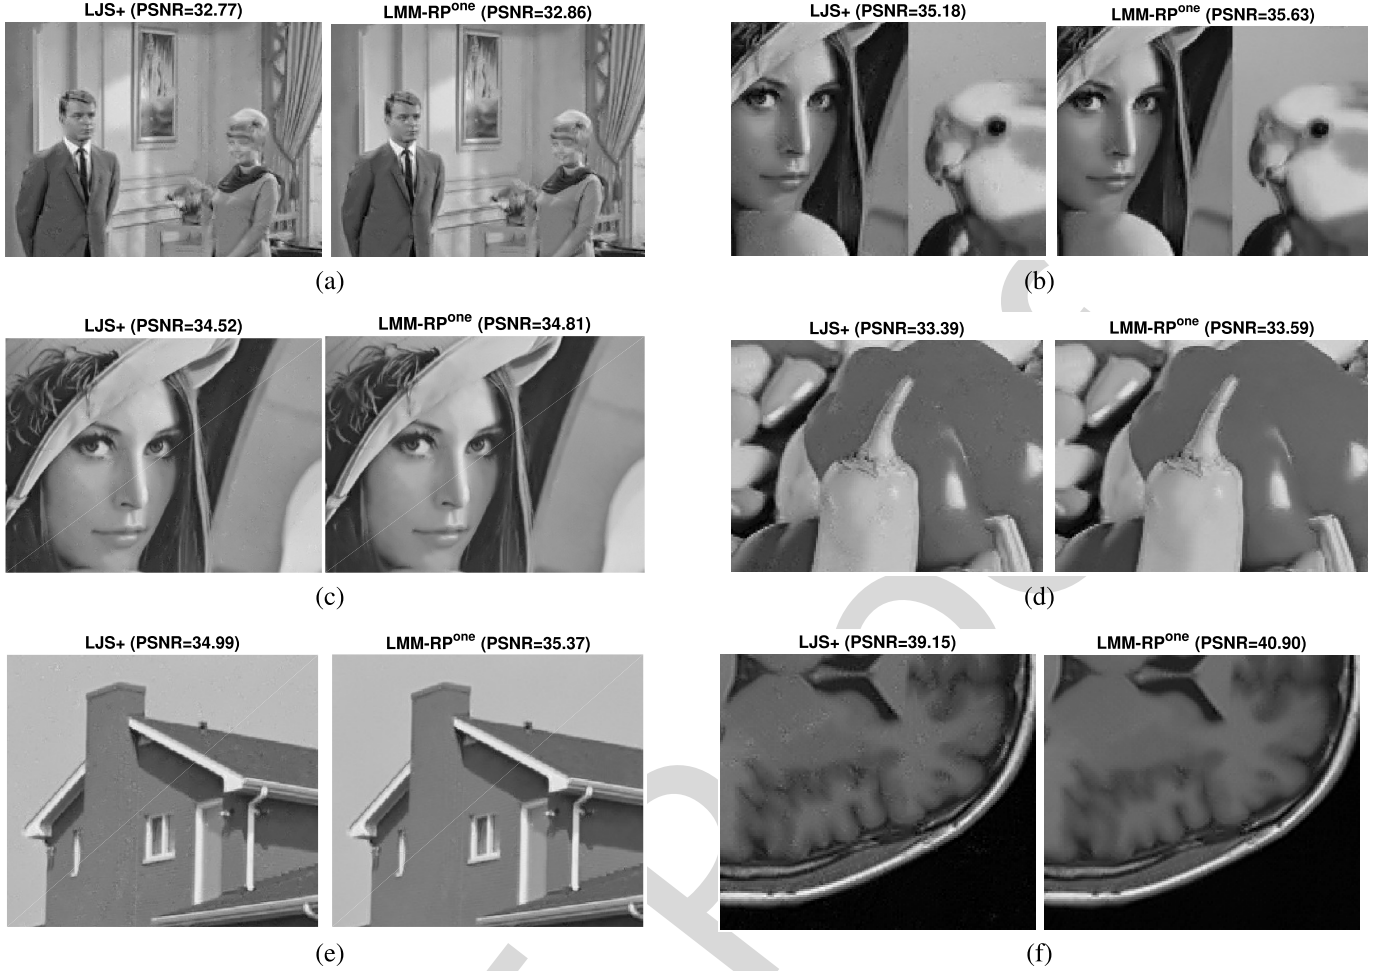 LJS+ (PSNR=32.77) LMM-RPone (PSNR=32.86)
(a)
LJS+ (PSNR=35.18) LMM-RPone (PSNR=35.63)
(b)
LJS+ (PSNR=34.52) LMM-RPone (PSNR=34.81)
(c)
LJS+ (PSNR=33.39) LMM-RPone (PSNR=33.59)
(d)
LJS+ (PSNR=34.99) LMM-RPone (PSNR=35.37)
(e)
LJS+ (PSNR=39.15) LMM-RPone (PSNR=40.90)
(f)